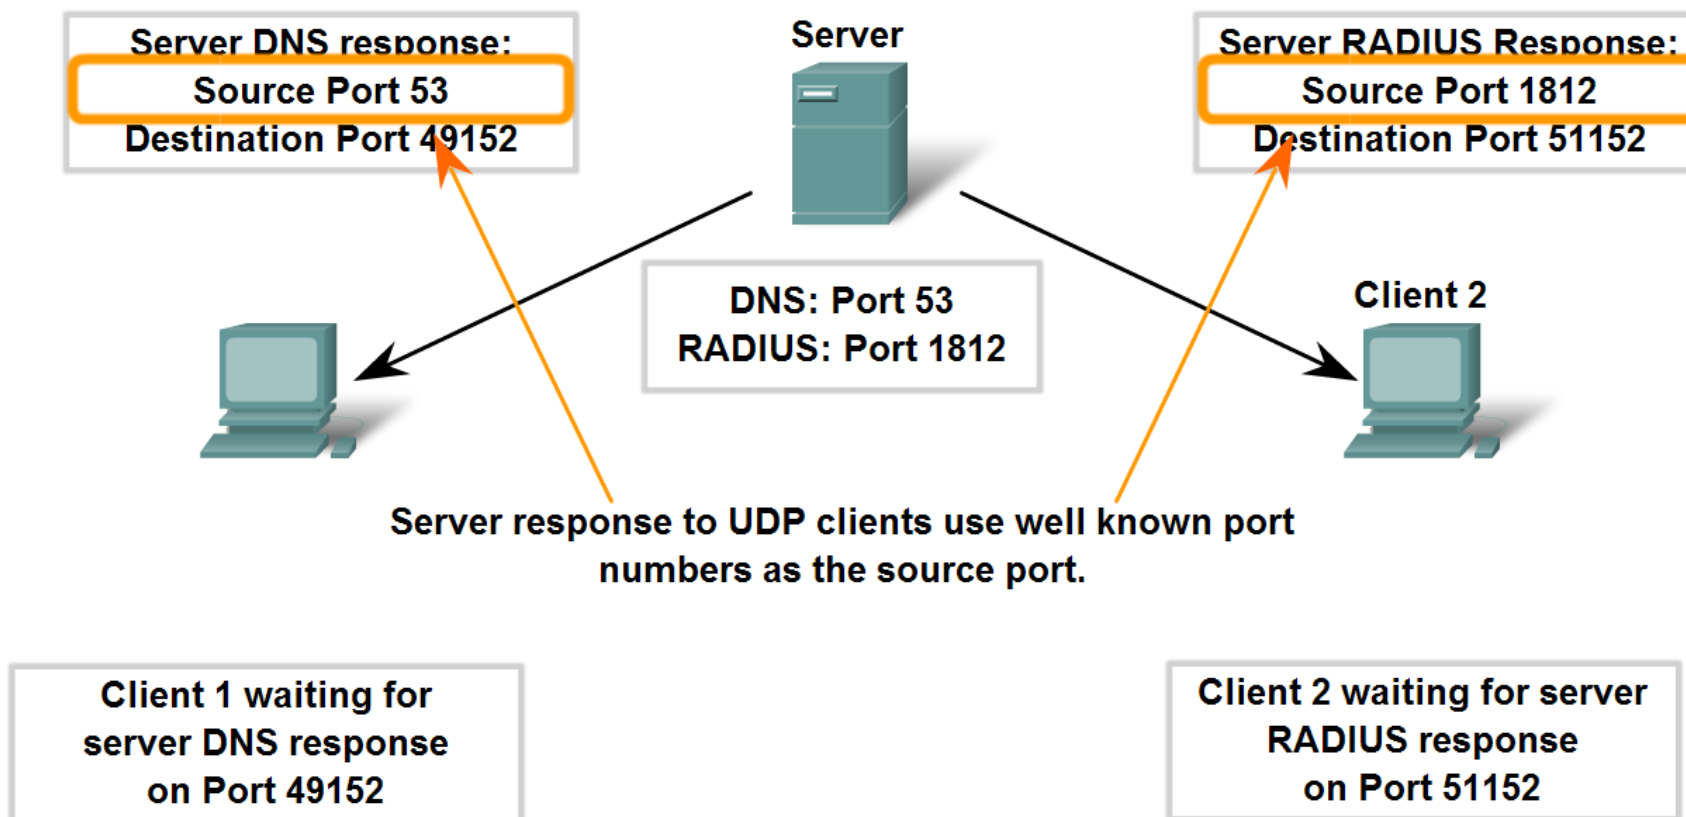 Server DNS response:
Source Port 53
Destination Port 49152
Server
Server RADIUS Response:
Source Port 1812
Destination Port 51152
DNS: Port 53
RADIUS: Port 1812
Client 2
Server response to UDP clients use well known port
numbers as the source port.
Client 1 waiting for
server DNS response
on Port 49152
Client 2 waiting for server
RADIUS response
on Port 51152